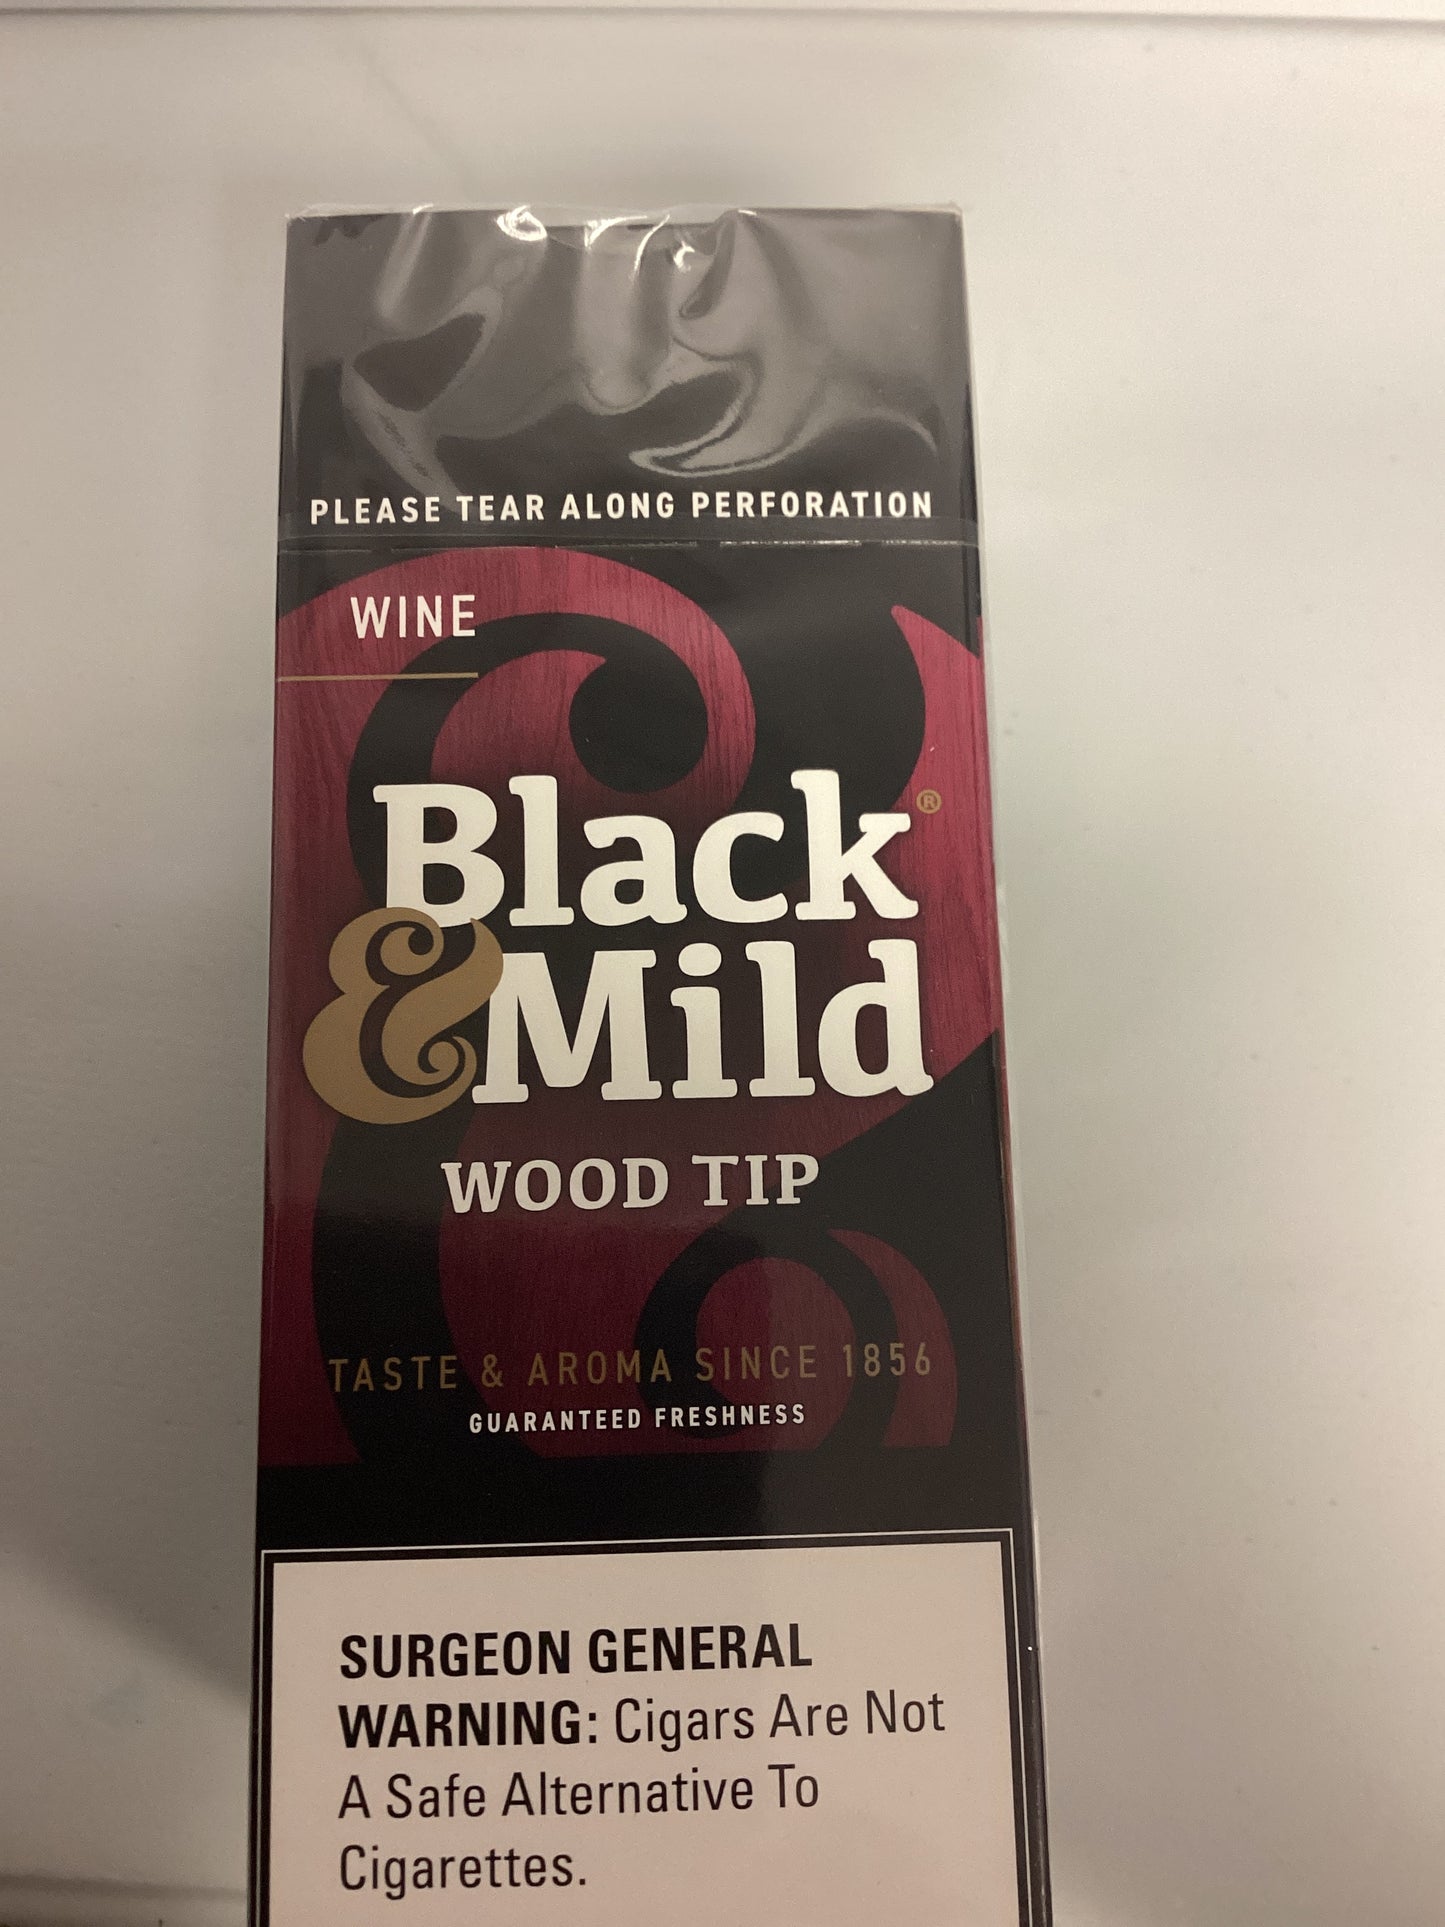 PLEASE TEAR ALONG PERFORATION
WINE
Black®
& Mild
WOOD TIP
TASTE & AROMA SINCE 1856
GUARANTEED FRESHNESS
SURGEON GENERAL
WARNING: Cigars Are Not
A Safe Alternative To
Cigarettes.